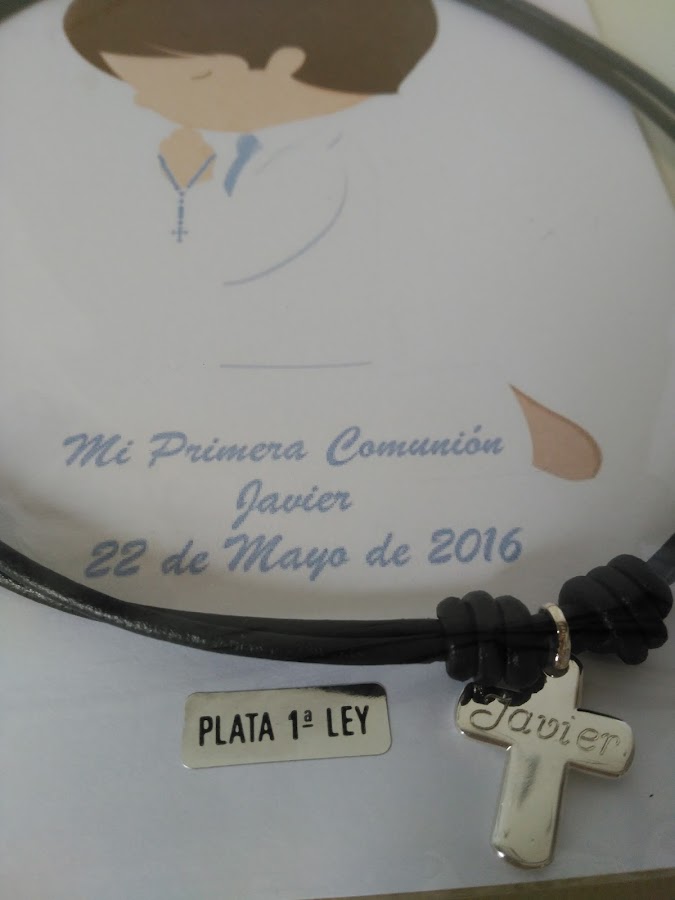 Mi Primera Comunión
Javier
22 de Mayo de 2016
PLATA 1ª LEY
Javier